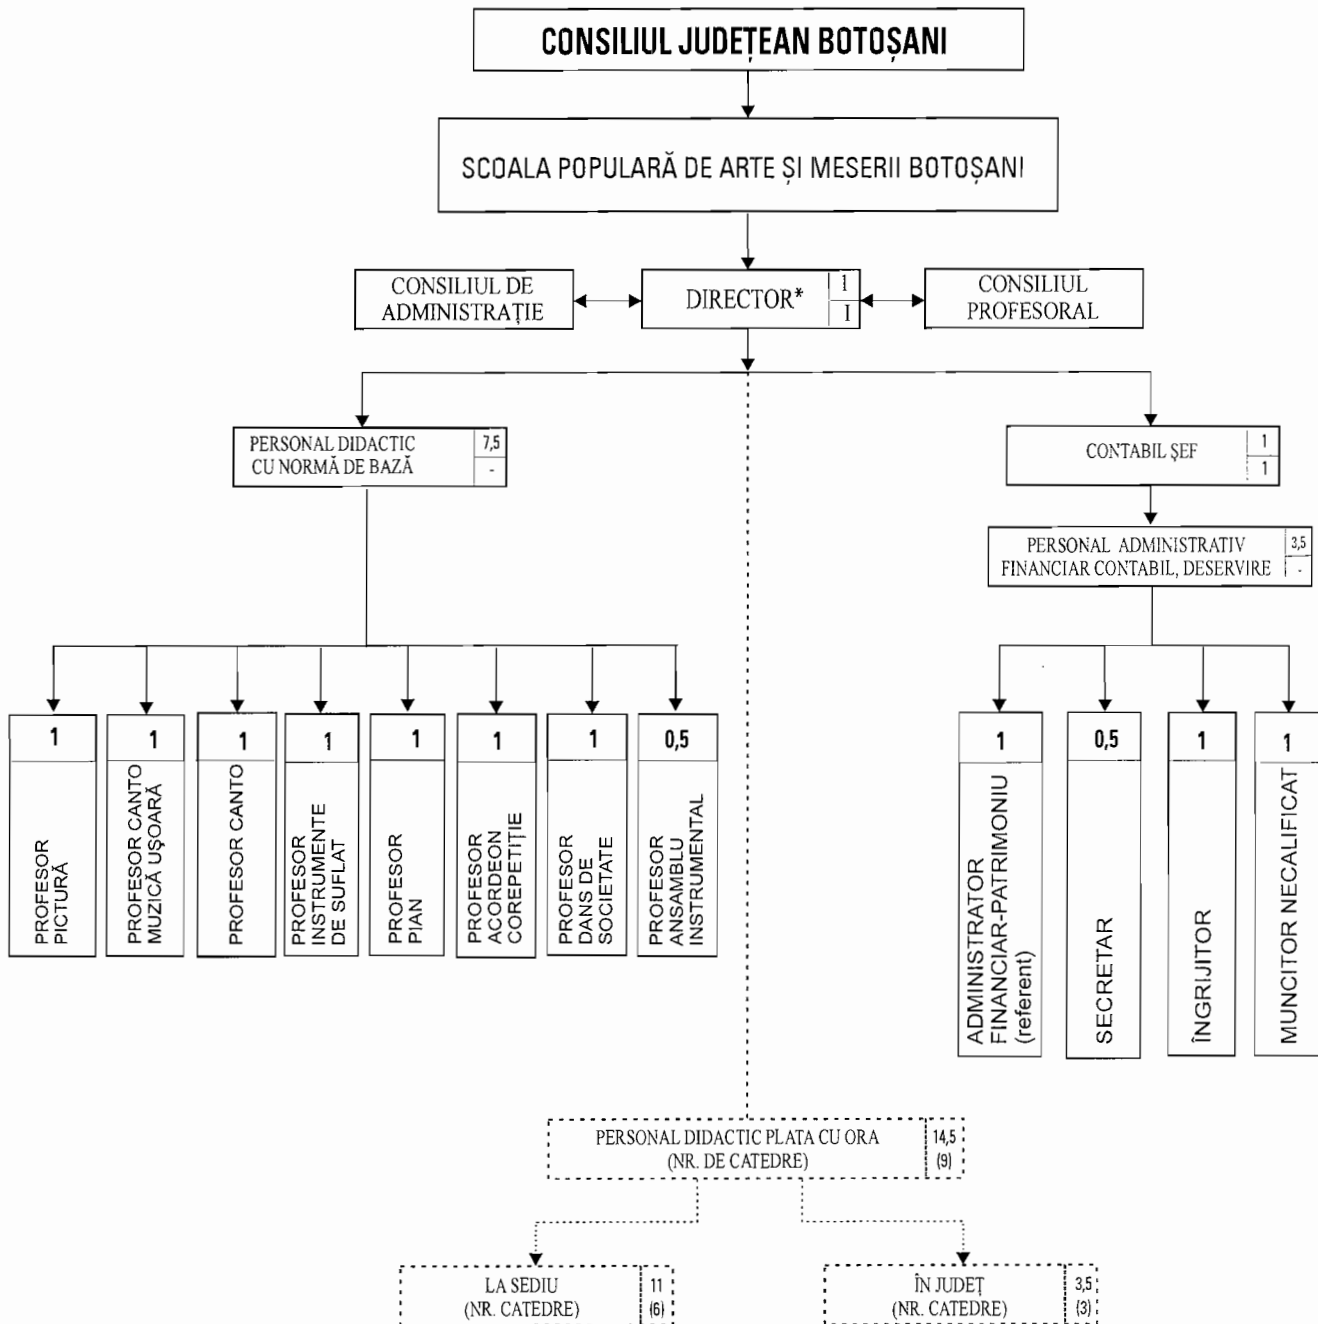 CONSILIUL JUDEȚEAN BOTOȘANI
SCOALA POPULARĂ DE ARTE ȘI MESERII BOTOȘANI
CONSILIUL DE
ADMINISTRAȚIE
DIRECTOR*
1
I
CONSILIUL
PROFESORAL
PERSONAL DIDACTIC
CU NORMĂ DE BAZĂ
7,5
-
CONTABIL ȘEF
1
1
PERSONAL ADMINISTRATIV
FINANCIAR CONTABIL, DESERVIRE
3,5
-
1
PROFESOR
PICTURĂ
1
PROFESOR CANTO
MUZICĂ UȘOARĂ
1
PROFESOR CANTO
1
PROFESOR
INSTRUMENTE
DE SUFLAT
1
PROFESOR
PIAN
1
PROFESOR
ACORDEON
COREPETIȚIE
1
PROFESOR
DANS DE
SOCIETATE
0,5
PROFESOR
ANSAMBLU
INSTRUMENTAL
1
ADMINISTRATOR
FINANCIAR-PATRIMONIU
(referent)
0,5
SECRETAR
1
ÎNGRIJITOR
1
MUNCITOR NECALIFICAT
PERSONAL DIDACTIC PLATA CU ORA
(NR. DE CATEDRE)
14,5
(9)
LA SEDIU
(NR. CATEDRE)
11
(6)
ÎN JUDEȚ
(NR. CATEDRE)
3,5
(3)